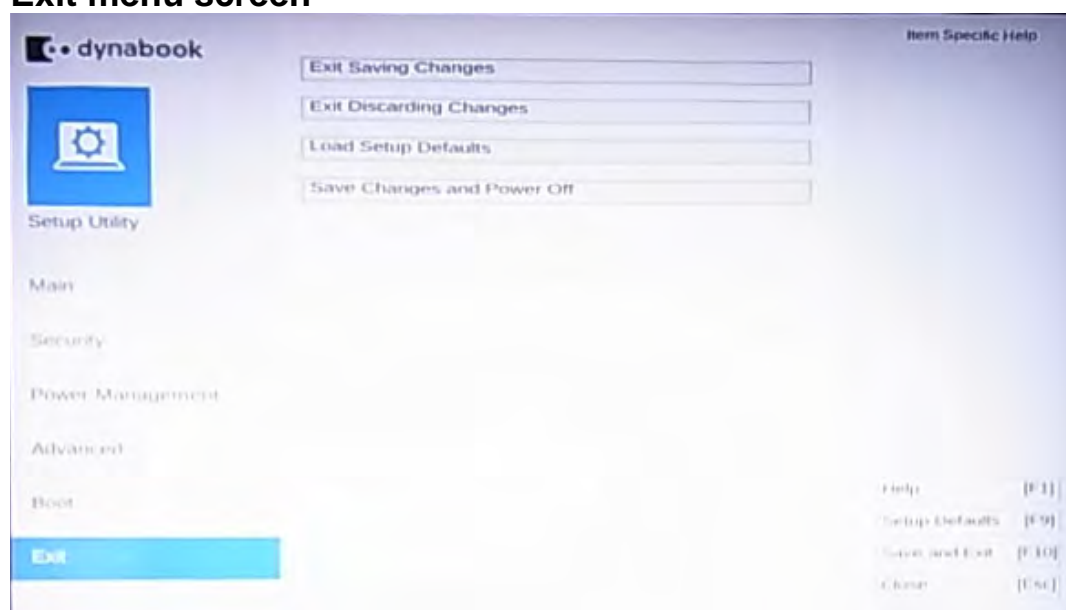 Exit menu screen
dynabook
Item Specific Help
Exit Saving Changes
Exit Discarding Changes
Load Setup Defaults
Save Changes and Power Off
Setup Utility
Main
Security
Power Management
Advanced
Boot
Exit
Help [F1]
Setup Defaults [F9]
Save and Exit [F10]
Close [Esc]